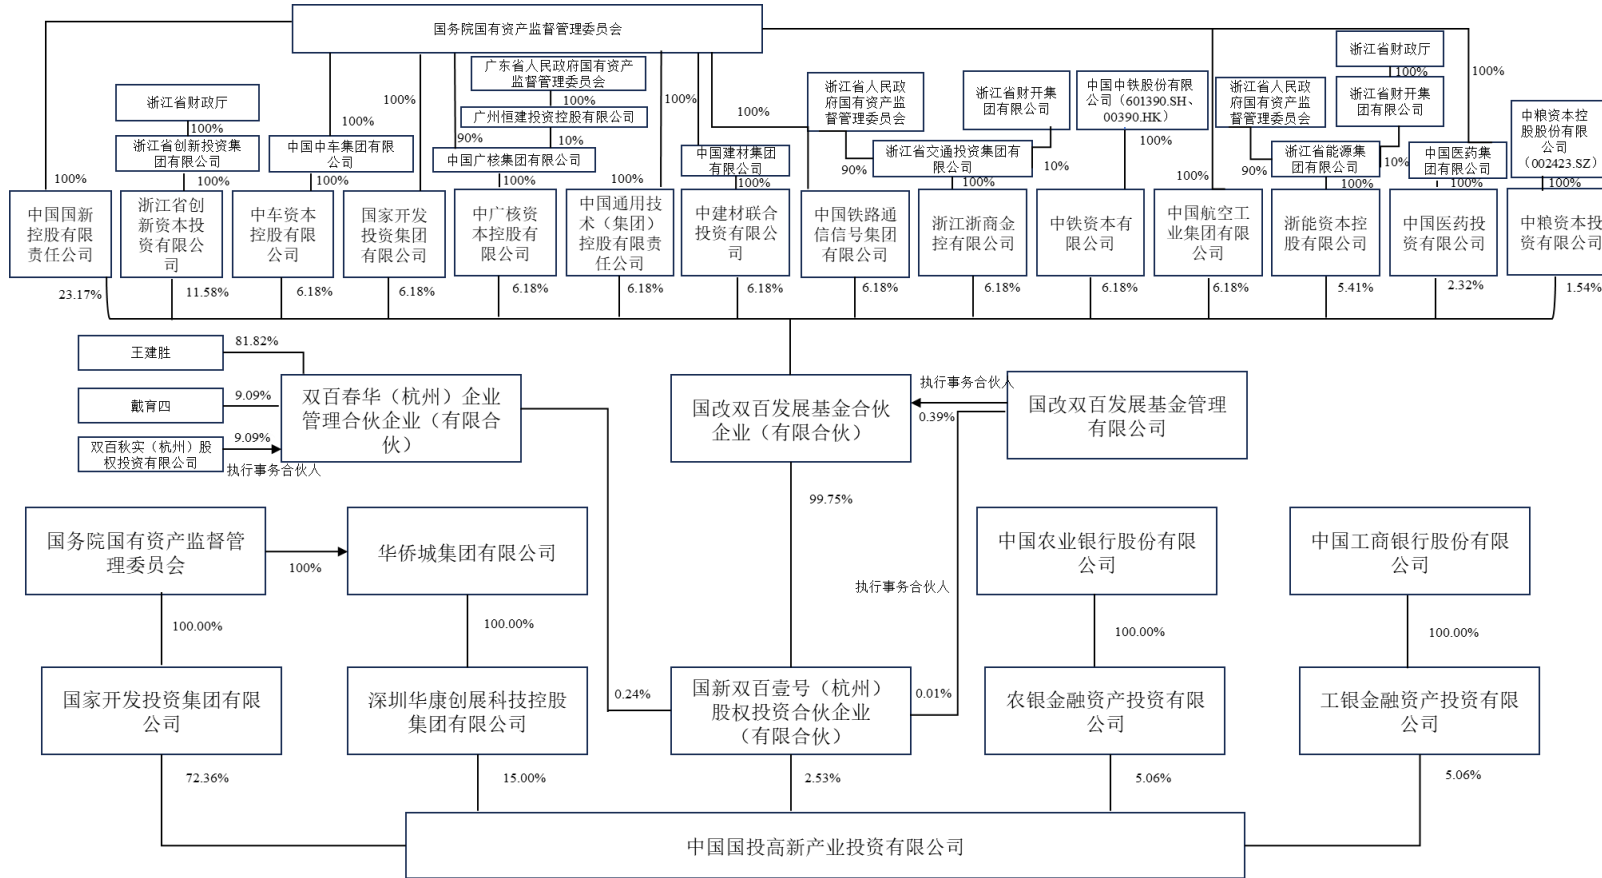 国务院国有资产监督管理委员会
浙江省财政厅
100%
浙江省创新投资集
团有限公司
100%
100%
中国中车集团有限
公司
100%
100%
广东省人民政府国有资产
监督管理委员会
100%
广州恒建投资控股有限公司
90%
10%
中国广核集团有限公司
100%
100%
100%
中国建材集团
有限公司
100%
100%
浙江省人民政
府国有资产监
督管理委员会
浙江省财开集
团有限公司
90%
10%
浙江省交通投资集团有
限公司
100%
中国中铁股份有限
公司（601390.SH、
00390.HK）
100%
100%
浙江省人民政
府国有资产监
督管理委员会
浙江省财政厅
100%
浙江省财开集
团有限公司
90%
10%
浙江省能源集
团有限公司
100%
100%
中国医药集
团有限公司
100%
中粮资本控
股股份有限
公司
（002423.SZ）
100%
100%
中国国新
控股有限
责任公司
浙江省创
新资本投
资有限公
司
中车资本
控股有限
公司
国家开发
投资集团
有限公司
中广核资
本控股有
限公司
中国通用技
术（集团）
控股有限责
任公司
中建材联合
投资有限公
司
中国铁路通
信信号集团
有限公司
浙江浙商金
控有限公司
中铁资本有
限公司
中国航空工
业集团有限
公司
浙能资本控
股有限公司
中国医药投
资有限公司
中粮资本投
资有限公司
23.17%
11.58%
6.18%
6.18%
6.18%
6.18%
6.18%
6.18%
6.18%
6.18%
6.18%
5.41%
2.32%
1.54%
王建胜
81.82%
戴育四
9.09%
双百秋实（杭州）股
权投资有限公司
9.09%
执行事务合伙人
双百春华（杭州）企业
管理合伙企业（有限合
伙）
国改双百发展基金合伙
企业（有限合伙）
执行事务合伙人
0.39%
国改双百发展基金管理
有限公司
99.75%
执行事务合伙人
国务院国有资产监督管
理委员会
100%
华侨城集团有限公司
中国农业银行股份有限
公司
中国工商银行股份有限
公司
100.00%
100.00%
100.00%
100.00%
国家开发投资集团有限
公司
深圳华康创展科技控股
集团有限公司
0.24%
国新双百壹号（杭州）
股权投资合伙企业
（有限合伙）
0.01%
农银金融资产投资有限
公司
工银金融资产投资有限
公司
72.36%
15.00%
2.53%
5.06%
5.06%
中国国投高新产业投资有限公司